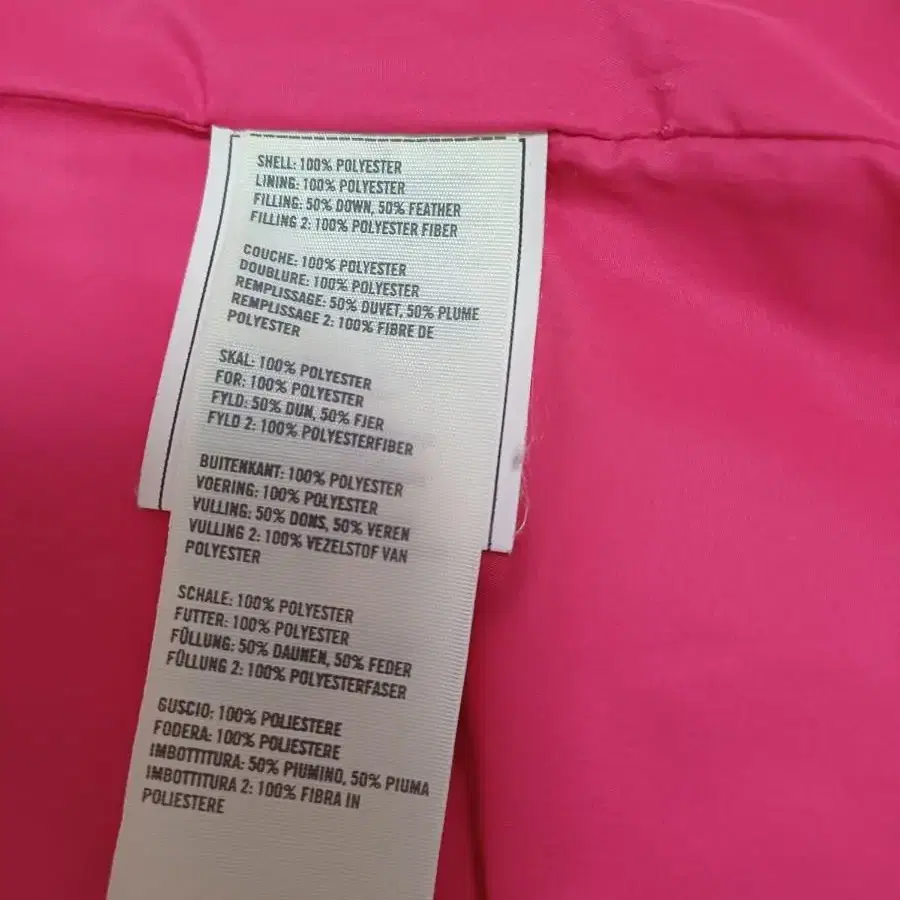 SHELL: 100% POLYESTER
LINING: 100% POLYESTER
FILLING: 50% DOWN, 50% FEATHER
FILLING 2: 100% POLYESTER FIBER
COUCHE: 100% POLYESTER
DOUBLURE: 100% POLYESTER
REMPLISSAGE: 50% DUVET, 50% PLUME
REMPLISSAGE 2: 100% FIBRE DE
POLYESTER
SKAL: 100% POLYESTER
FOR: 100% POLYESTER
FYLD: 50% DUN, 50% FJER
FYLD 2: 100% POLYESTERFIBER
BUITENKANT: 100% POLYESTER
VOERING: 100% POLYESTER
VULLING: 50% DONS, 50% VEREN
VULLING 2: 100% VEZELSTOF VAN
POLYESTER
SCHALE: 100% POLYESTER
FUTTER: 100% POLYESTER
FÜLLUNG: 50% DAUNEN, 50% FEDER
FÜLLUNG 2: 100% POLYESTERFASER
GUSCIO: 100% POLIESTERE
FODERA: 100% POLIESTERE
IMBOTTITURA: 50% PIUMINO, 50% PIUMA
IMBOTTITURA 2: 100% FIBRA IN
POLIESTERE